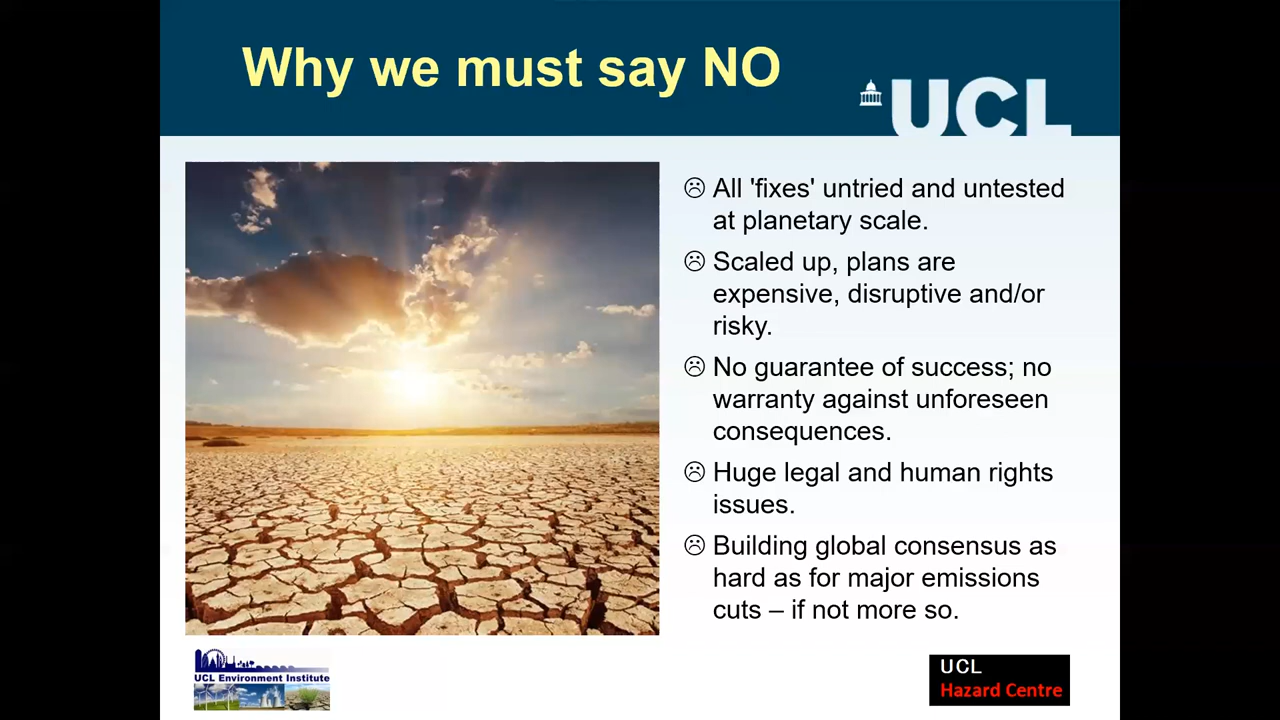 Why we must say NO
UCL
☹ All 'fixes' untried and untested
at planetary scale.
☹ Scaled up, plans are
expensive, disruptive and/or
risky.
☹ No guarantee of success; no
warranty against unforeseen
consequences.
☹ Huge legal and human rights
issues.
☹ Building global consensus as
hard as for major emissions
cuts – if not more so.
UCL Environment Institute
UCL
Hazard Centre